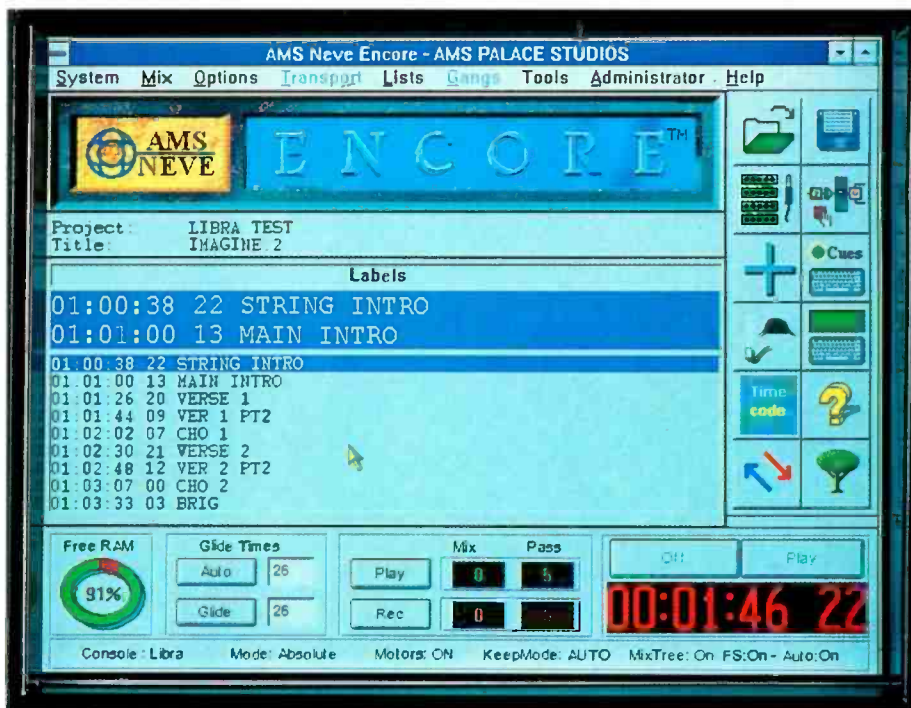 AMS Neve Encore - AMS PALACE STUDIOS
System Mix Options Transport Lists Gangs Tools Administrator Help
AMS NEVE
ENCORE™
Project: LIBRA TEST
Title: IMAGINE 2
Labels
01:00:38 22 STRING INTRO
01:01:00 13 MAIN INTRO
01:00:38 22 STRING INTRO
01:01:00 13 MAIN INTRO
01:01:26 20 VERSE 1
01:01:44 09 VER 1 PT2
01:02:02 07 CHO 1
01:02:30 21 VERSE 2
01:02:48 12 VER 2 PT2
01:03:07 00 CHO 2
01:03:33 03 BRIG
Cues
Time code
Free RAM
91%
Glide Times
Auto 26
Glide 26
Mix Pass
Play 0 5
Rec 0
Off Play
00:01:46 22
Console : Libra Mode: Absolute Motors: ON KeepMode: AUTO MixTree: On FS:On - Auto:On